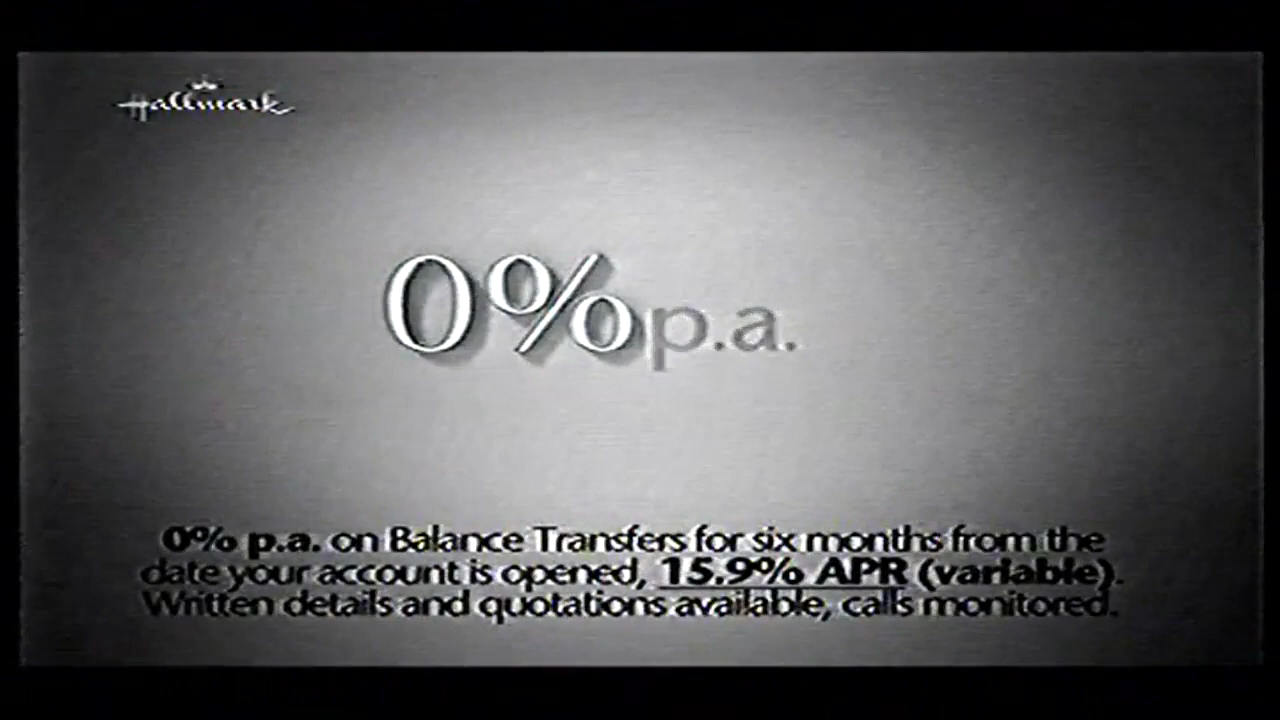 Hallmark
0% p.a.
0% p.a. on Balance Transfers for six months from the
date your account is opened, 15.9% APR (variable).
Written details and quotations available, calls monitored.